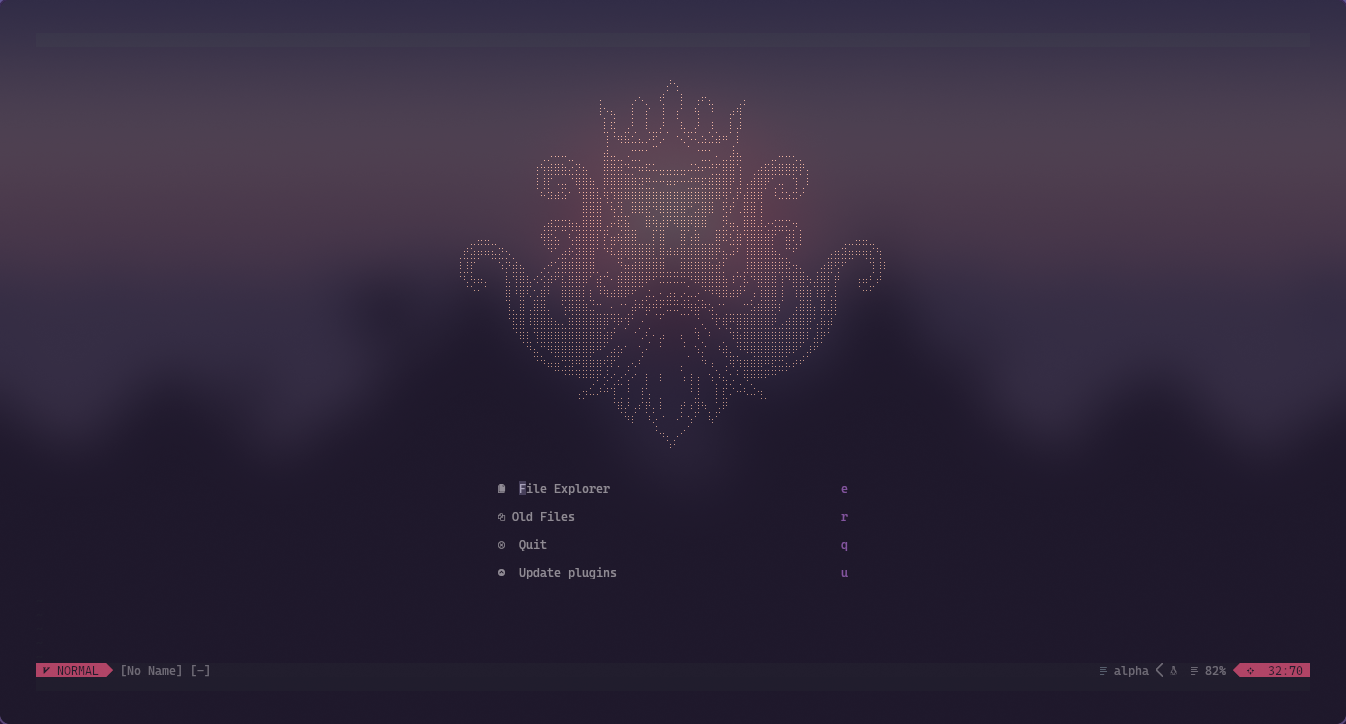 File Explorer e
Old Files r
Quit q
Update plugins u
NORMAL [No Name] [-] alpha 82% 32:70